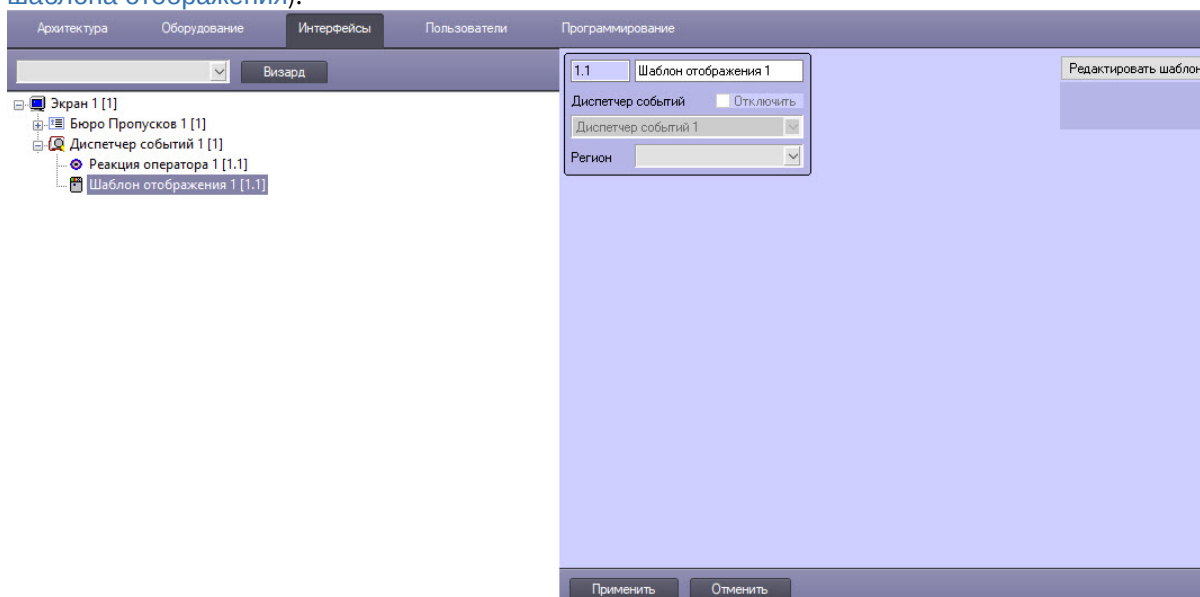 шаблона отображения).
Архитектура Оборудование Интерфейсы Пользователи Программирование
Визард
Экран 1 [1]
Бюро Пропусков 1 [1]
Диспетчер событий 1 [1]
Реакция оператора 1 [1.1]
Шаблон отображения 1 [1.1]
1.1 Шаблон отображения 1
Диспетчер событий Отключить
Диспетчер событий 1
Регион
Редактировать шаблон
Применить Отменить